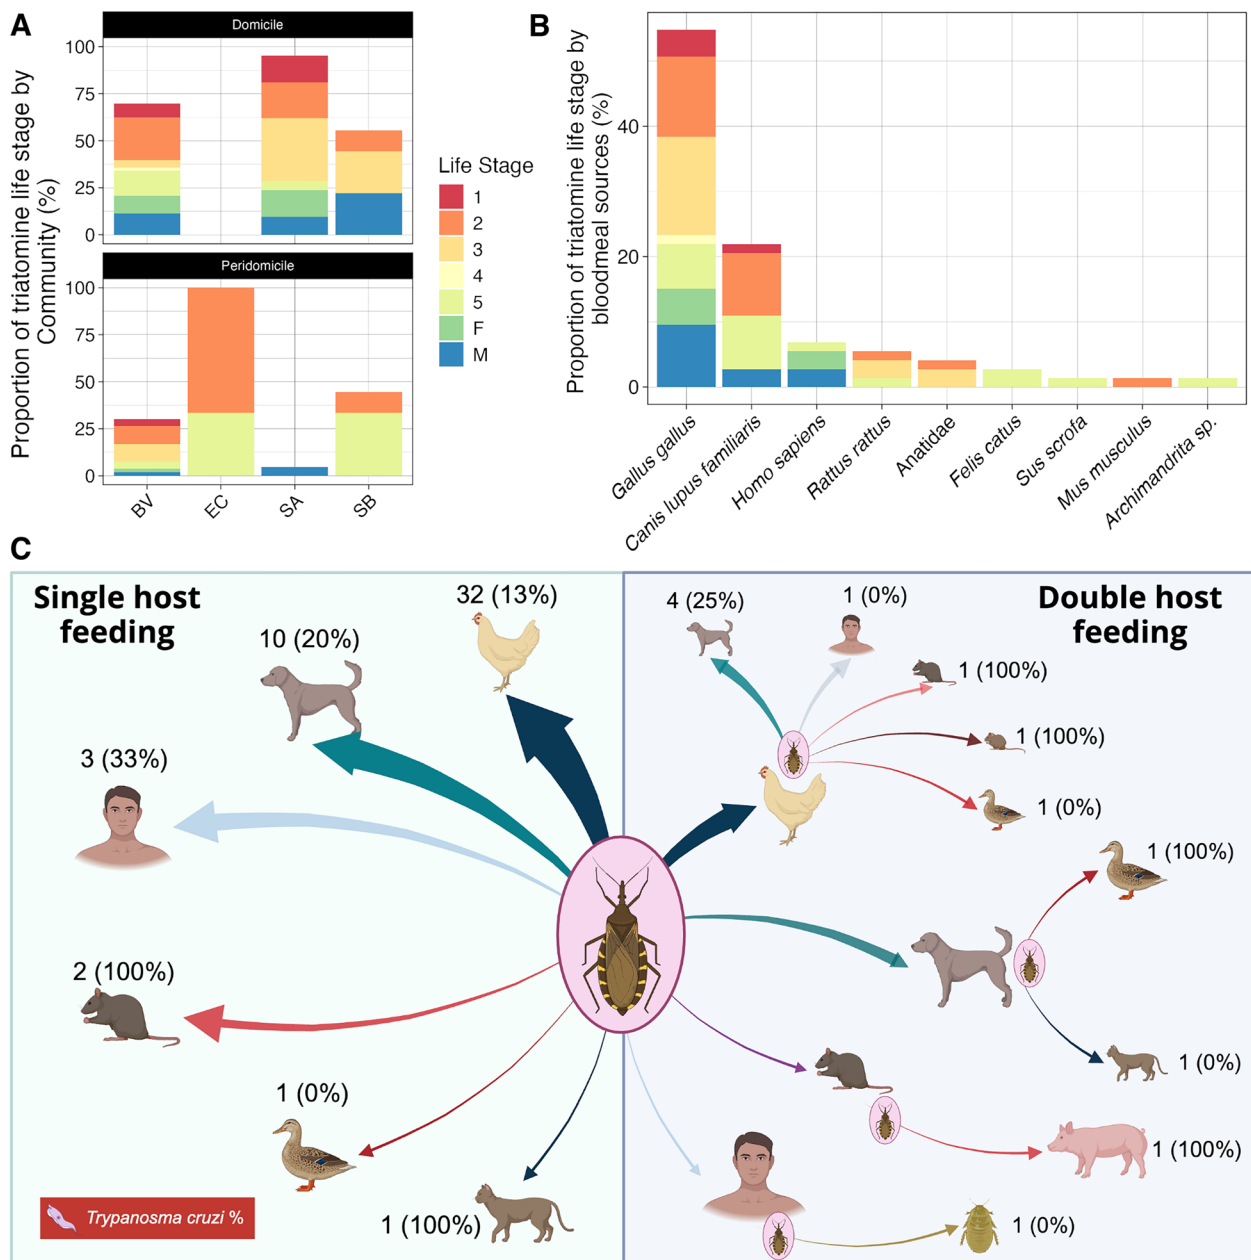 A
Proportion of triatomine life stage by
Community (%)
Domicile
100
75
50
25
0
Peridomicile
100
75
50
25
0
BV
EC
SA
SB
Life Stage
1
2
3
4
5
F
M
B
Proportion of triatomine life stage by
bloodmeal sources (%)
40
20
0
Gallus gallus
Canis lupus familiaris
Homo sapiens
Rattus rattus
Anatidae
Felis catus
Sus scrofa
Mus musculus
Archimandrita sp.
C
Single host
feeding
32 (13%)
10 (20%)
3 (33%)
2 (100%)
1 (0%)
1 (100%)
Trypanosma cruzi %
Double host
feeding
4 (25%)
1 (0%)
1 (100%)
1 (100%)
1 (0%)
1 (100%)
1 (0%)
1 (100%)
1 (0%)